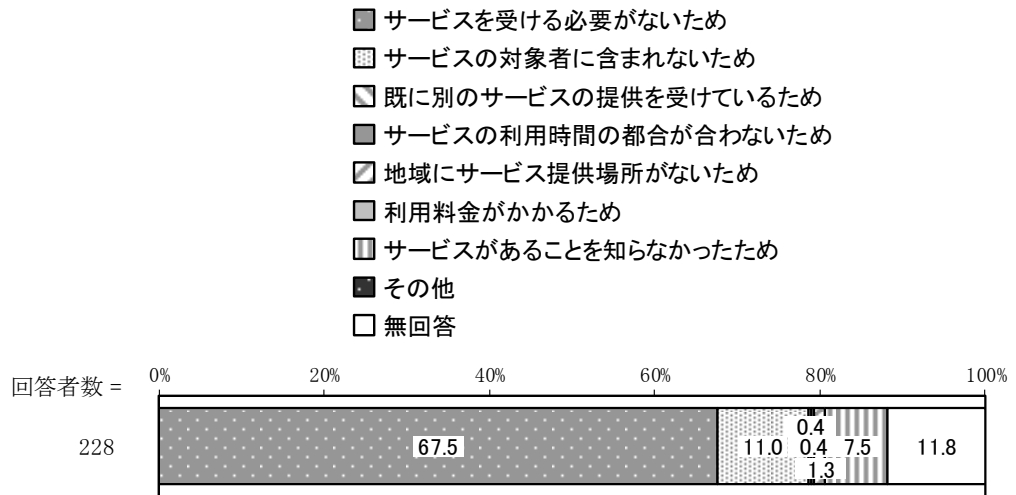 サービスを受ける必要がないため
サービスの対象者に含まれないため
既に別のサービスの提供を受けているため
サービスの利用時間の都合が合わないため
地域にサービス提供場所がないため
利用料金がかかるため
サービスがあることを知らなかったため
その他
無回答
回答者数 = 0% 20% 40% 60% 80% 100%
0.4
228 67.5 11.0 0.4 7.5 11.8
1.3